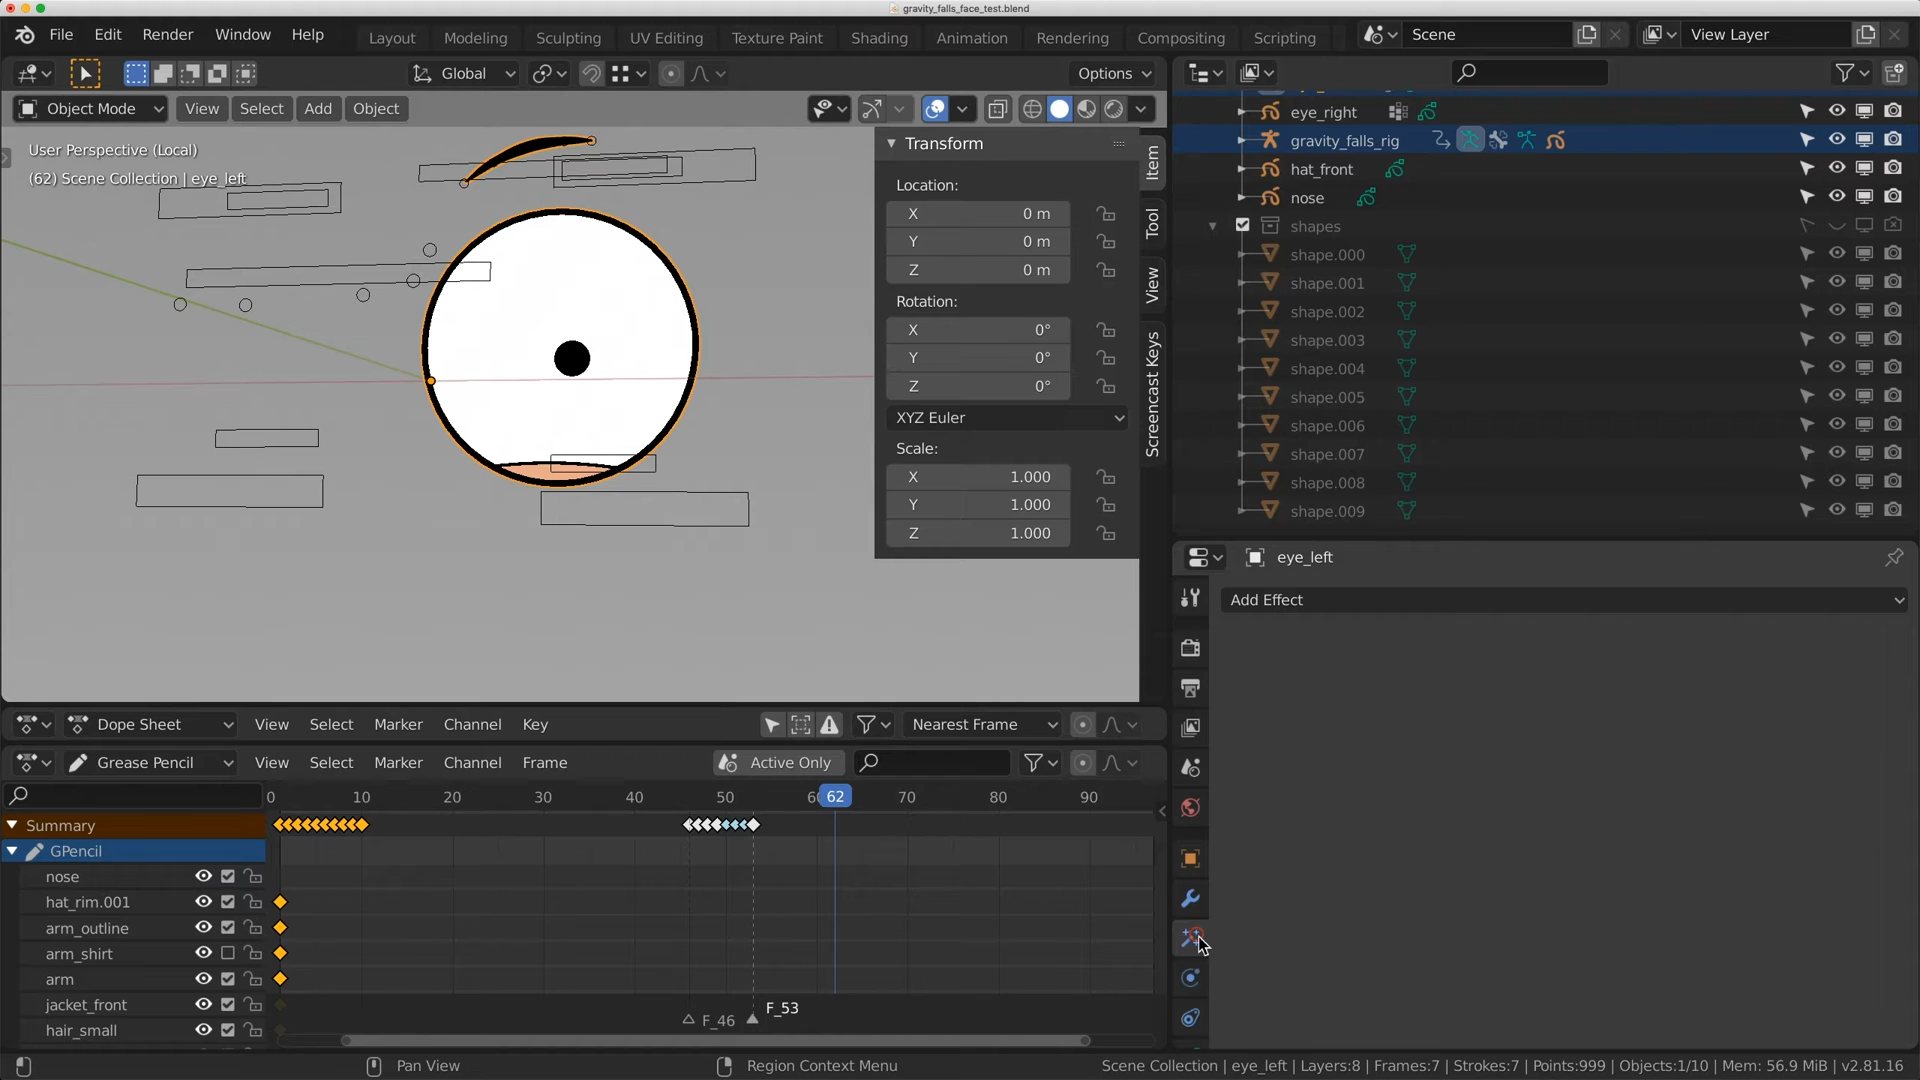 gravity_falls_face_test.blend
File Edit Render Window Help Layout Modeling Sculpting UV Editing Texture Paint Shading Animation Rendering Compositing Scripting Scene View Layer
Global Options
Object Mode View Select Add Object
User Perspective (Local)
(62) Scene Collection | eye_left
Transform
Location:
X 0 m
Y 0 m
Z 0 m
Rotation:
X 0°
Y 0°
Z 0°
XYZ Euler
Scale:
X 1.000
Y 1.000
Z 1.000
Item
Tool
View
Screencast Keys
eye_right
gravity_falls_rig
hat_front
nose
shapes
shape.000
shape.001
shape.002
shape.003
shape.004
shape.005
shape.006
shape.007
shape.008
shape.009
eye_left
Add Effect
Dope Sheet View Select Marker Channel Key Nearest Frame
Grease Pencil View Select Marker Channel Frame Active Only
0 10 20 30 40 50 62 70 80 90
Summary
GPencil
nose
hat_rim.001
arm_outline
arm_shirt
arm
jacket_front
hair_small
F_53
F_46
Pan View Region Context Menu Scene Collection | eye_left | Layers:8 | Frames:7 | Strokes:7 | Points:999 | Objects:1/10 | Mem: 56.9 MiB | v2.81.16